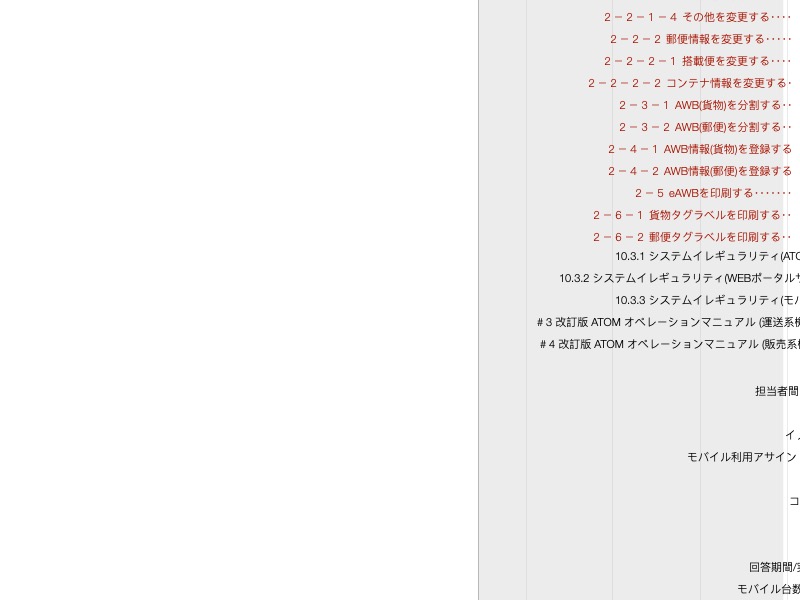 ２－２－１－４ その他を変更する‥‥
２－２－２ 郵便情報を変更する‥‥･
２－２－２－１ 搭載便を変更する‥‥
２－２－２－２ コンテナ情報を変更する･
２－３－１ AWB(貨物)を分割する‥
２－３－２ AWB(郵便)を分割する‥
２－４－１ AWB情報(貨物)を登録する
２－４－２ AWB情報(郵便)を登録する
２－５ eAWBを印刷する‥‥‥･
２－６－１ 貨物タグラベルを印刷する‥
２－６－２ 郵便タグラベルを印刷する‥
10.3.1 システムイレギュラリティ(ATO
10.3.2 システムイレギュラリティ(WEBポータルサ
10.3.3 システムイレギュラリティ(モバ
＃3 改訂版 ATOM オペレーションマニュアル (運送系機
＃4 改訂版 ATOM オペレーションマニュアル (販売系機
担当者間
イ
モバイル利用アサイン
コ
回答期間/
モバイル台数